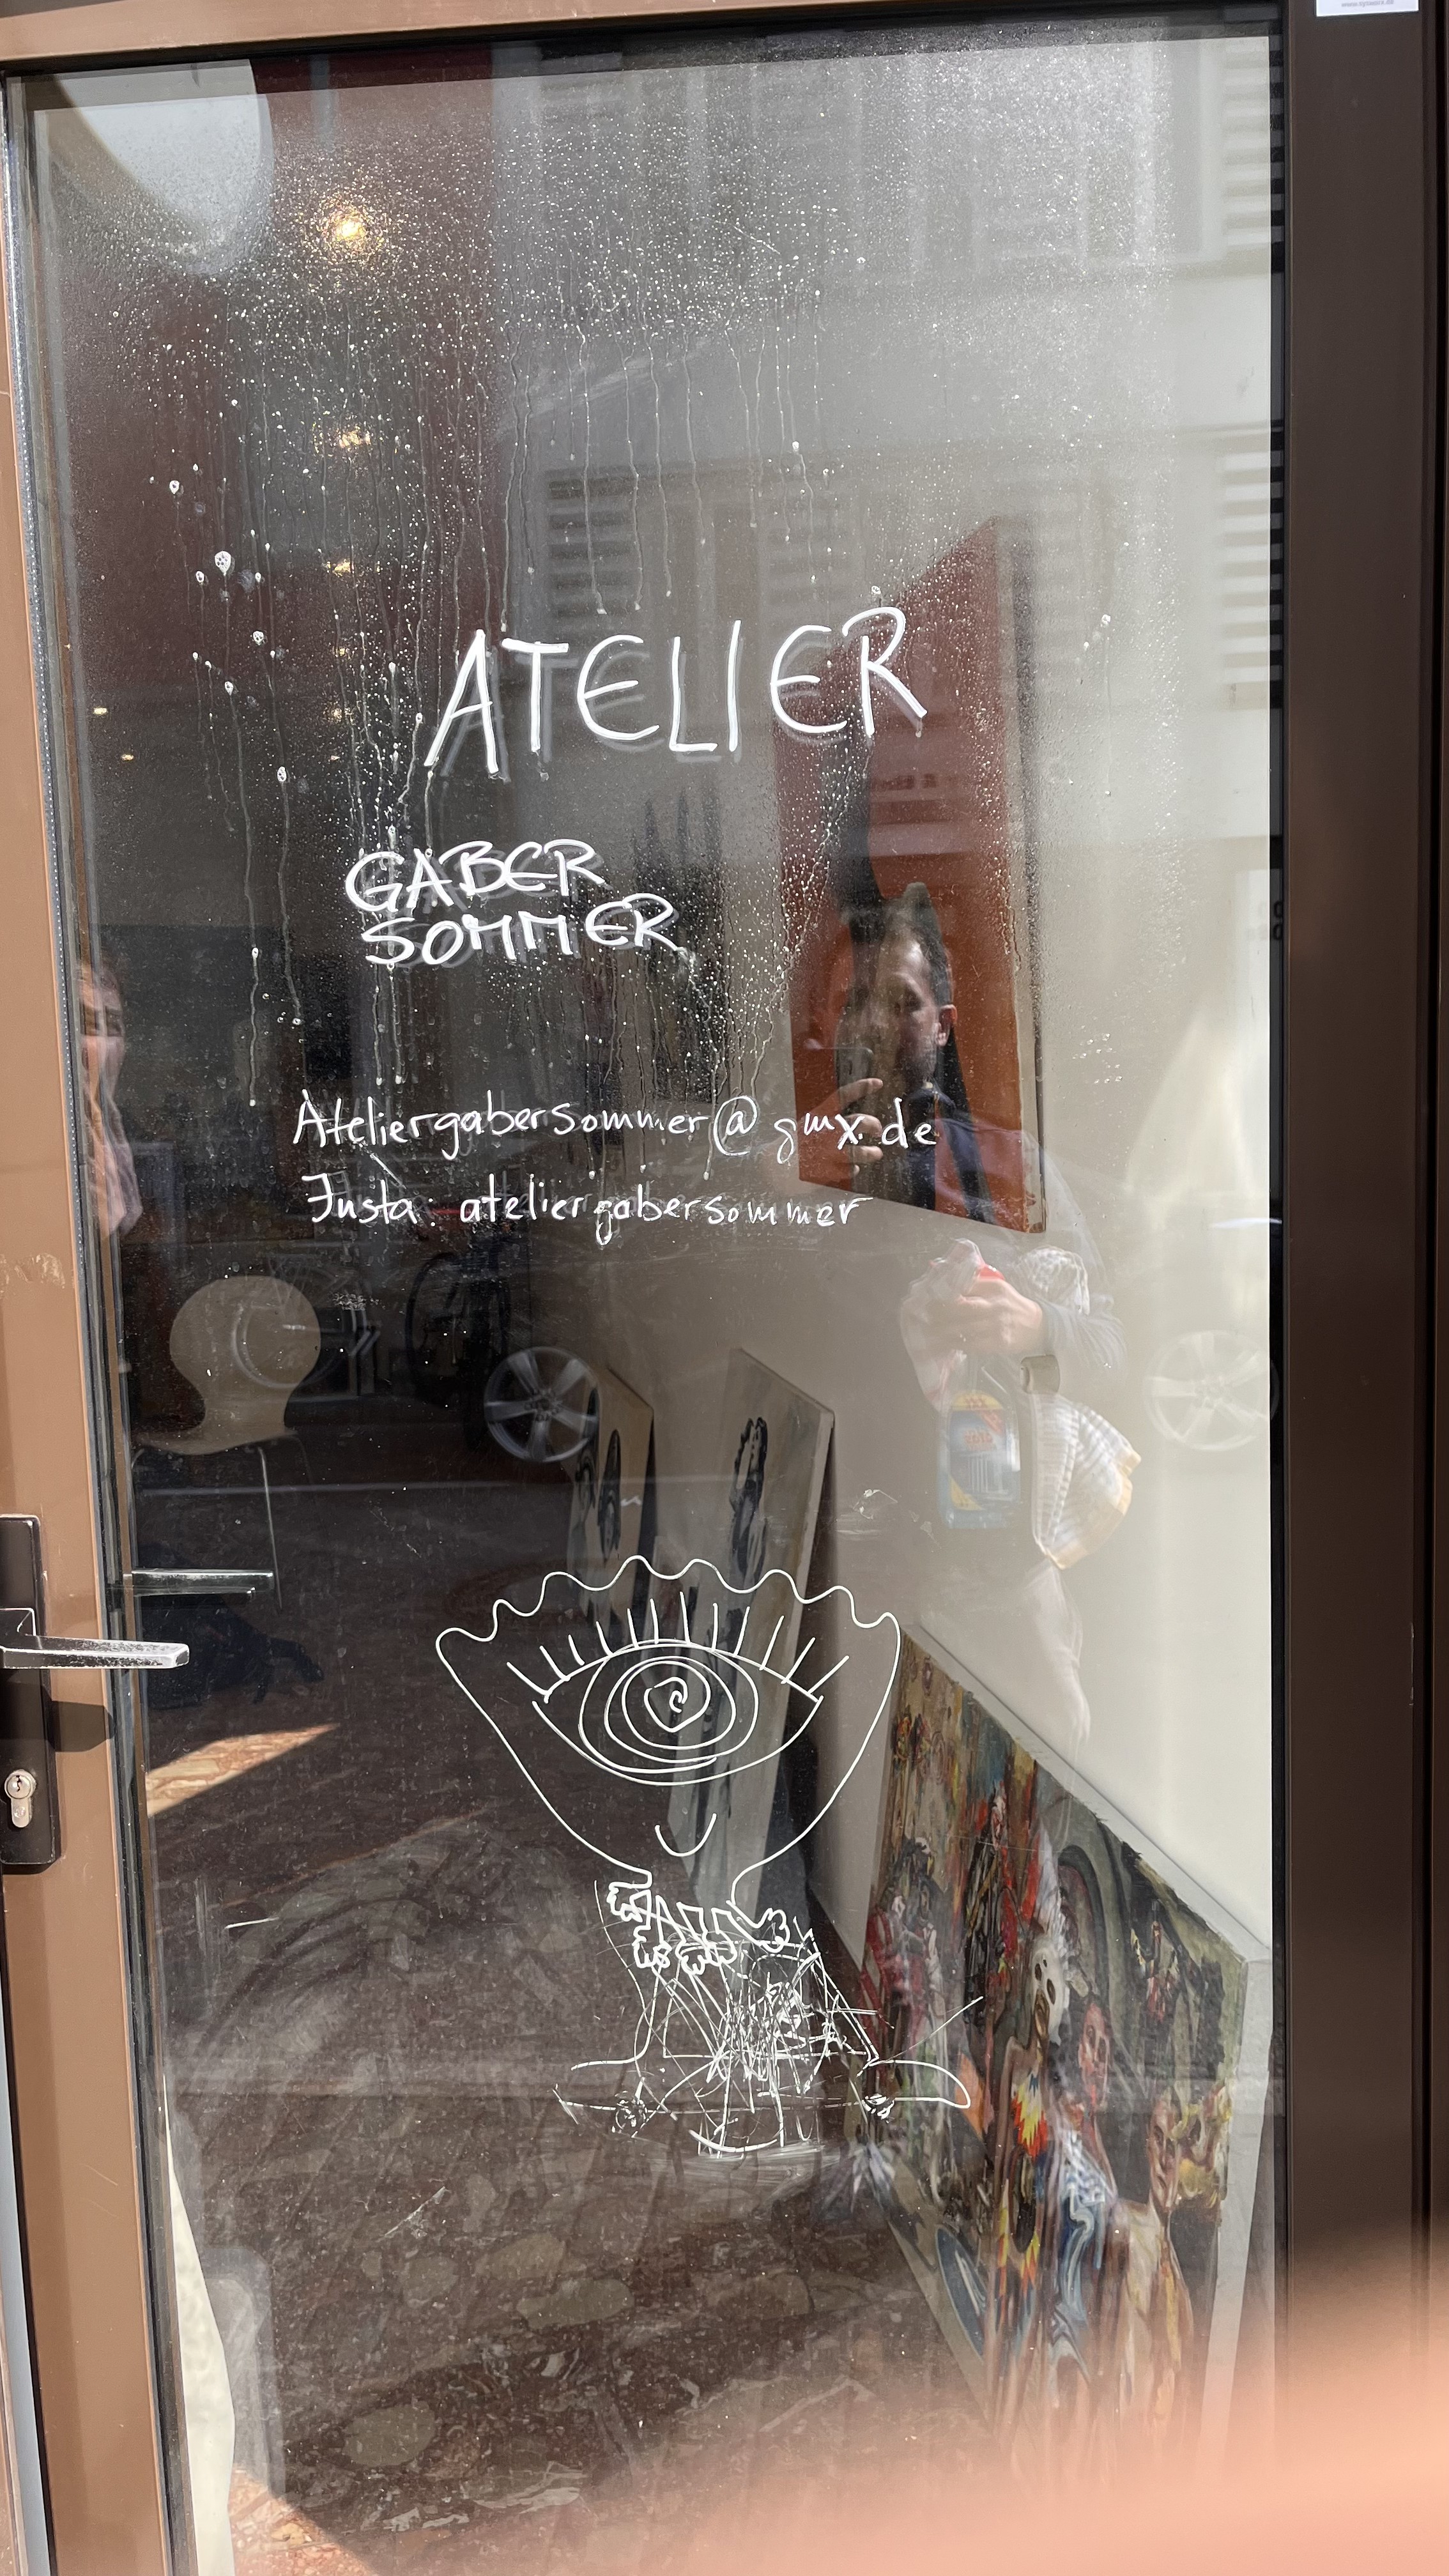 ATELIER
GABER
SOMMER
Ateliergabersommer@gmx.de
Insta: ateliergabersommer